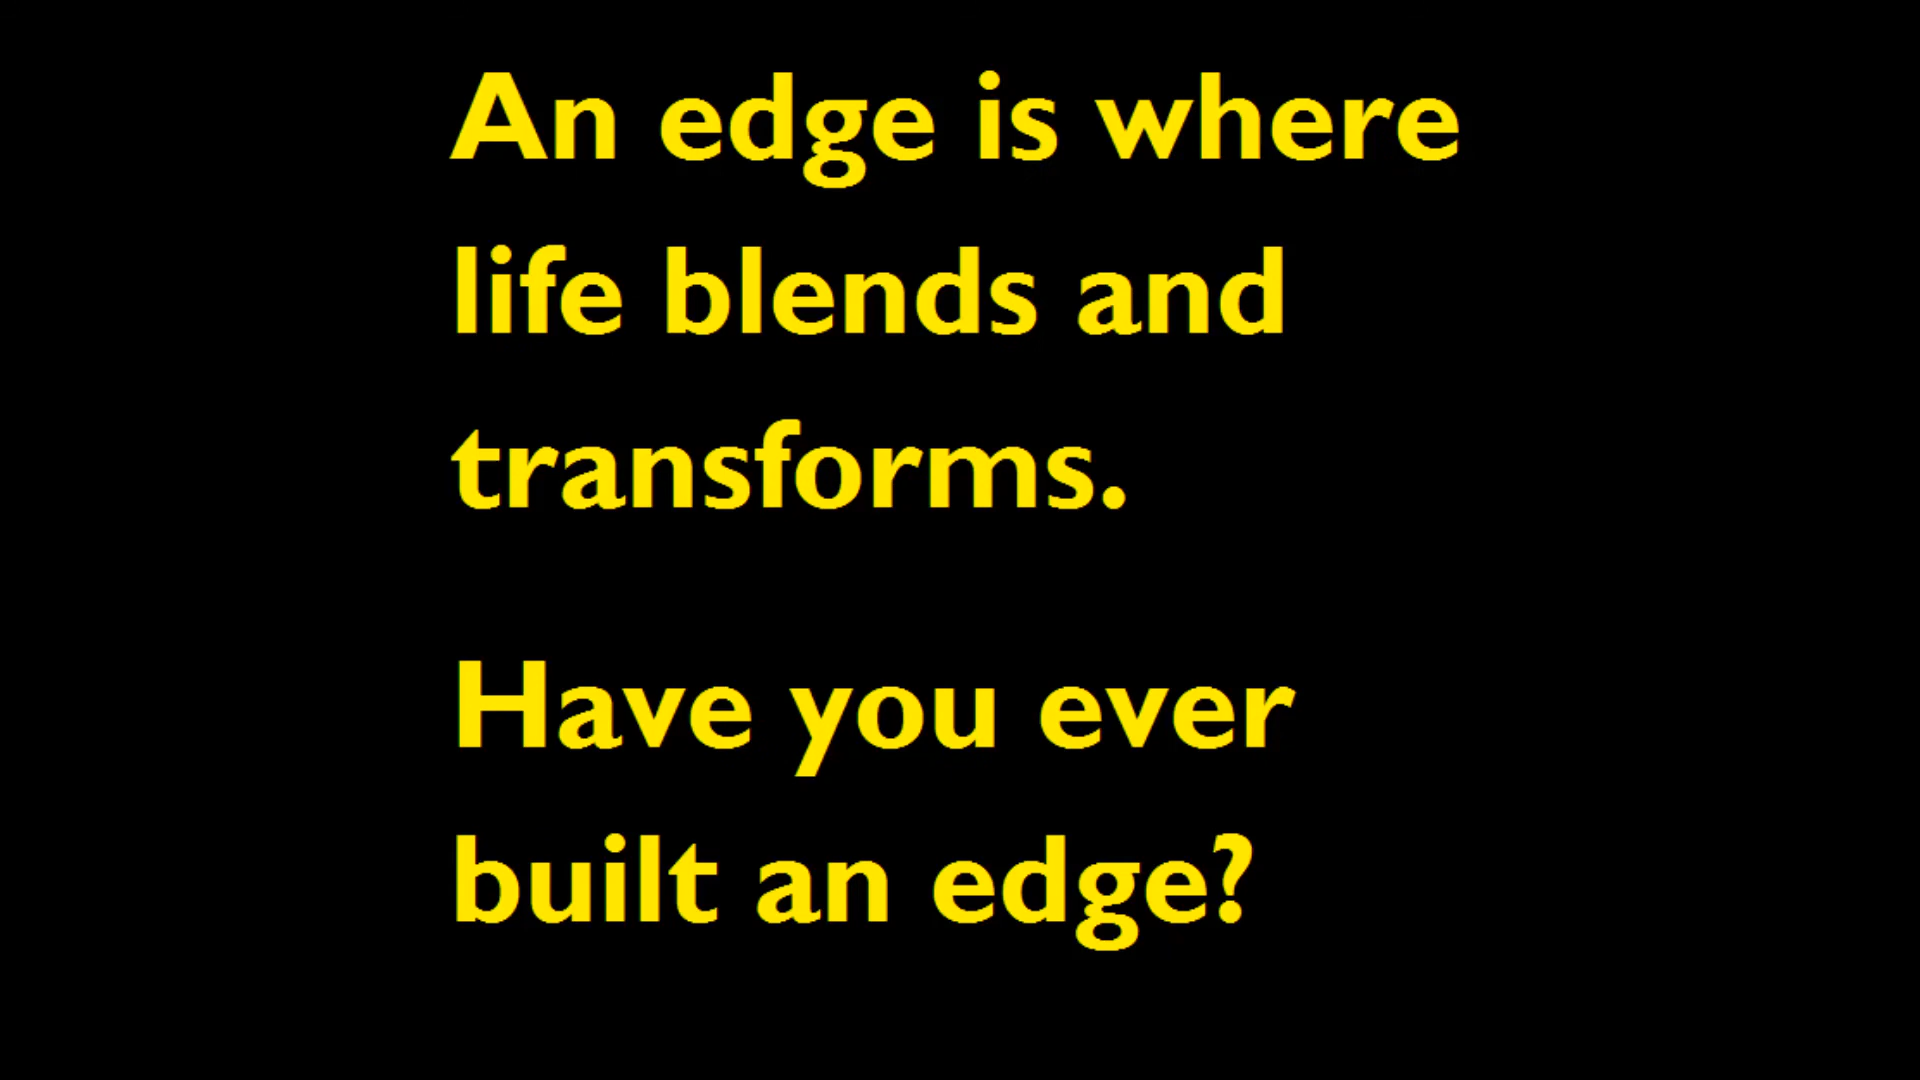 An edge is where
life blends and
transforms.
Have you ever
built an edge?